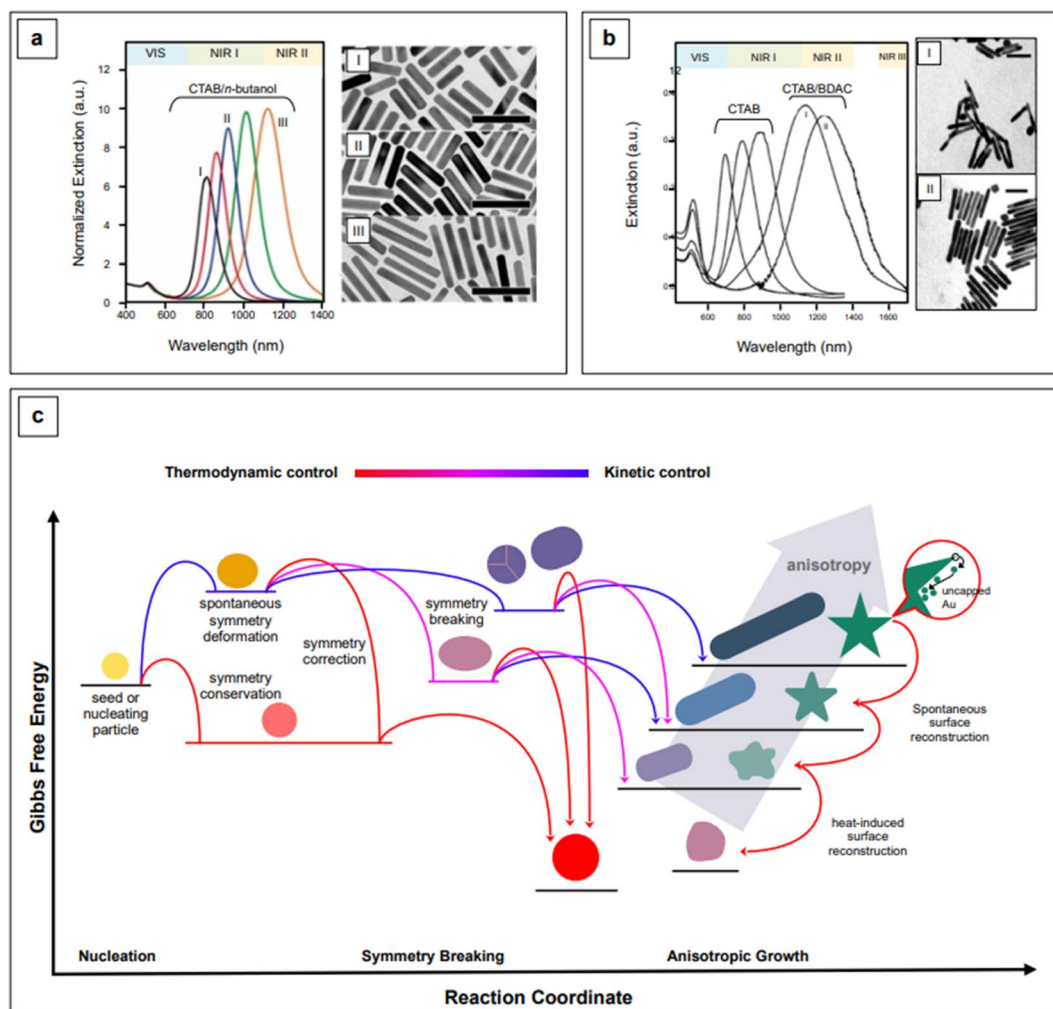 a
VIS NIR I NIR II
12
10
8
6
4
2
0
CTAB/n-butanol
I
II
III
400 600 800 1000 1200 1400
Normalized Extinction (a.u.)
Wavelength (nm)
I
II
III
b
VIS NIR I NIR II NIR III
CTAB
CTAB/BDAC
I
II
600 800 1000 1200 1400 1600
Extinction (a.u.)
Wavelength (nm)
I
II
c
Thermodynamic control
Kinetic control
Gibbs Free Energy
seed or
nucleating
particle
spontaneous
symmetry
deformation
symmetry
conservation
symmetry
correction
symmetry
breaking
anisotropy
uncapped
Au
Spontaneous
surface
reconstruction
heat-induced
surface
reconstruction
Nucleation
Symmetry Breaking
Anisotropic Growth
Reaction Coordinate